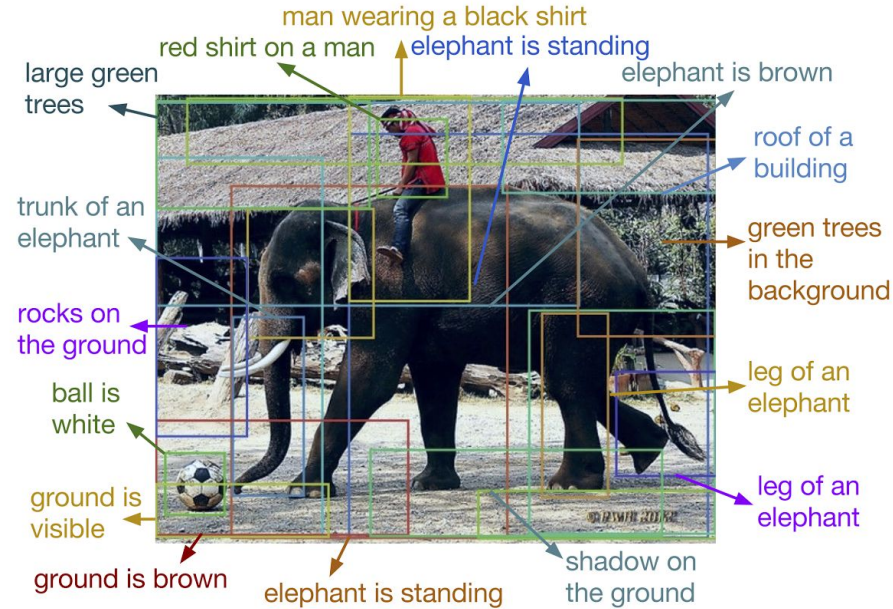 man wearing a black shirt
red shirt on a man
elephant is standing
large green
trees
elephant is brown
roof of a
building
trunk of an
elephant
green trees
in the
background
rocks on
the ground
ball is
white
leg of an
elephant
ground is
visible
leg of an
elephant
shadow on
the ground
ground is brown
elephant is standing